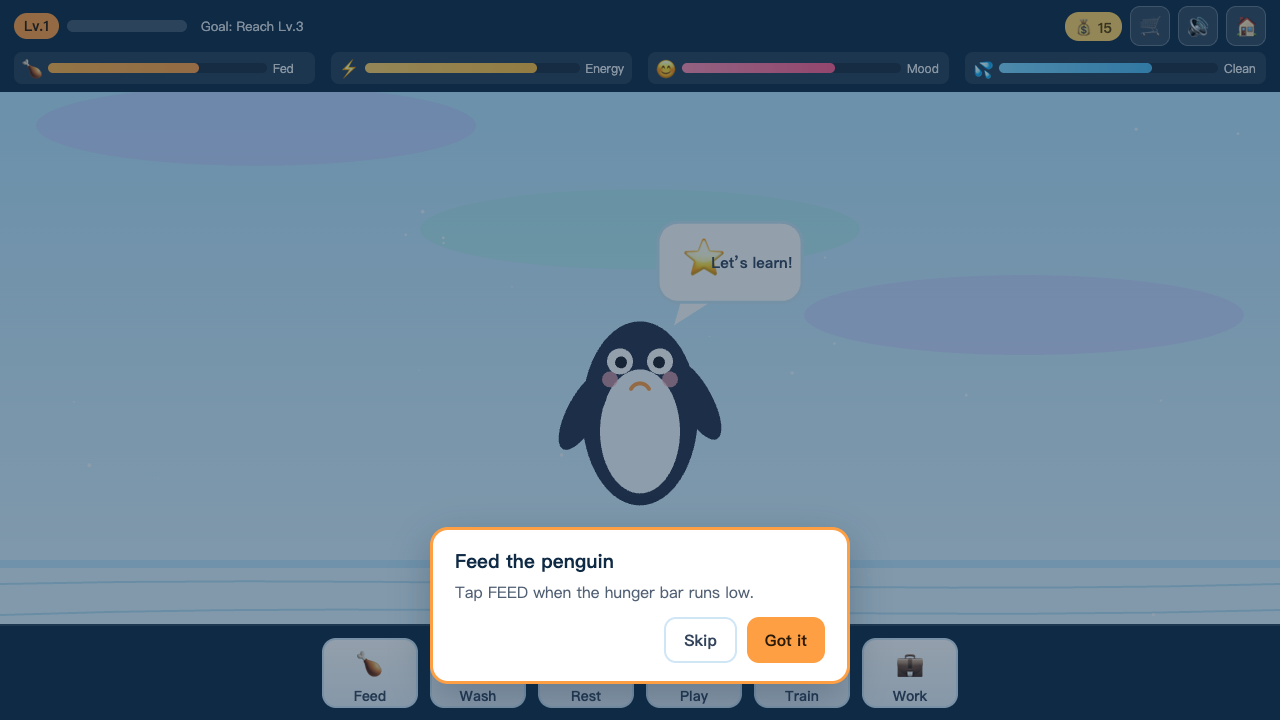 Lv.1
Goal: Reach Lv.3
15
Fed
Energy
Mood
Clean
Let's learn!
Feed the penguin
Tap FEED when the hunger bar runs low.
Skip
Got it
Feed
Wash
Rest
Play
Train
Work